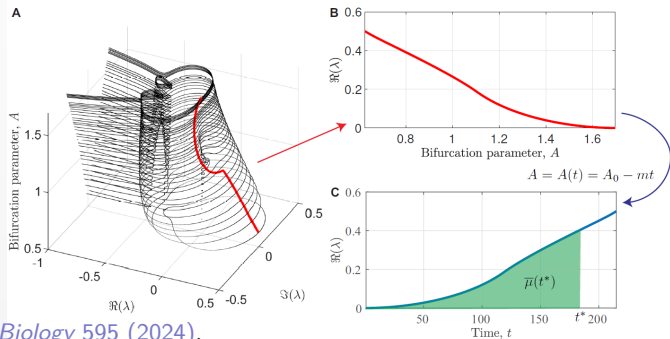 A
Bifurcation parameter, A
1.5
1
0.5
-1
-0.5
0
0.5
ℜ(λ)
-0.5
0
0.5
ℑ(λ)
B
0.6
0.4
0.2
0
ℜ(λ)
0.8
1
1.2
1.4
1.6
Bifurcation parameter, A
A = A(t) = A₀ − mt
C
0.6
0.4
0.2
0
ℜ(λ)
μ̅(t*)
50
100
150
t*
200
Time, t
Biology 595 (2024).